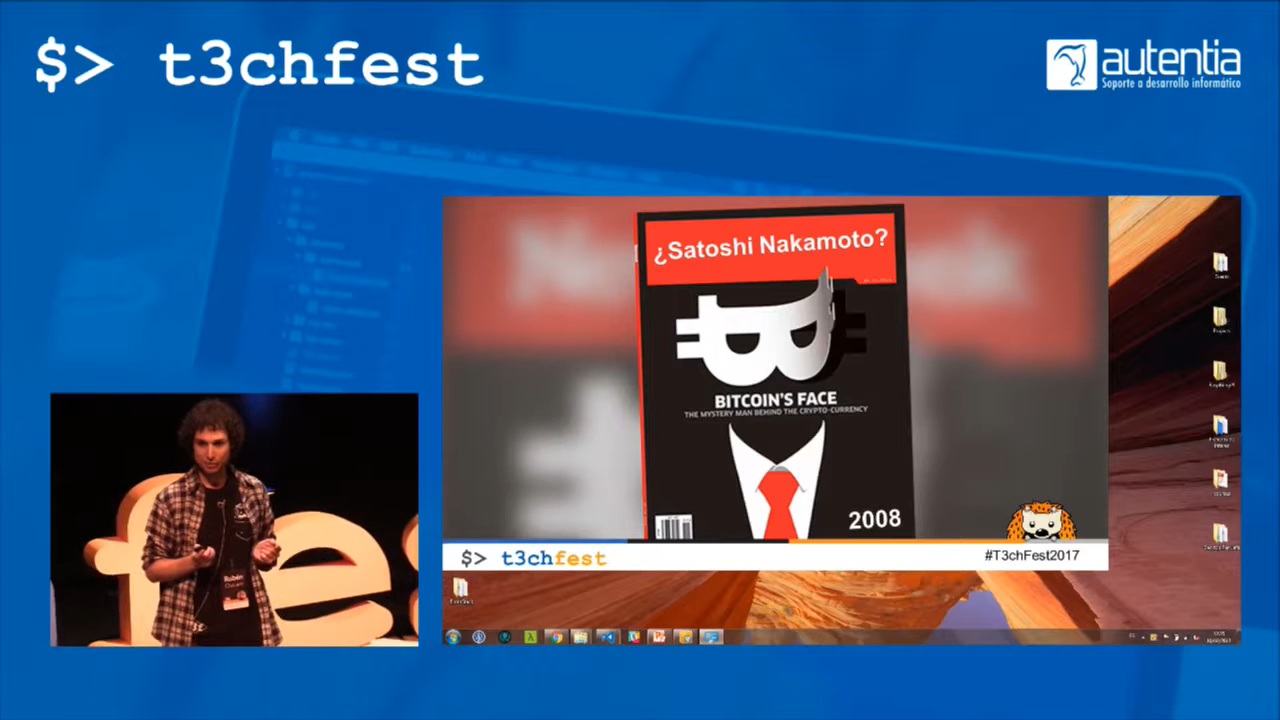 $> t3chfest
autentia
Soporte a desarrollo informático
¿Satoshi Nakamoto?
BITCOIN'S FACE
THE MYSTERY MAN BEHIND THE CRYPTO-CURRENCY
2008
$> t3chfest
#T3chFest2017
Rubén